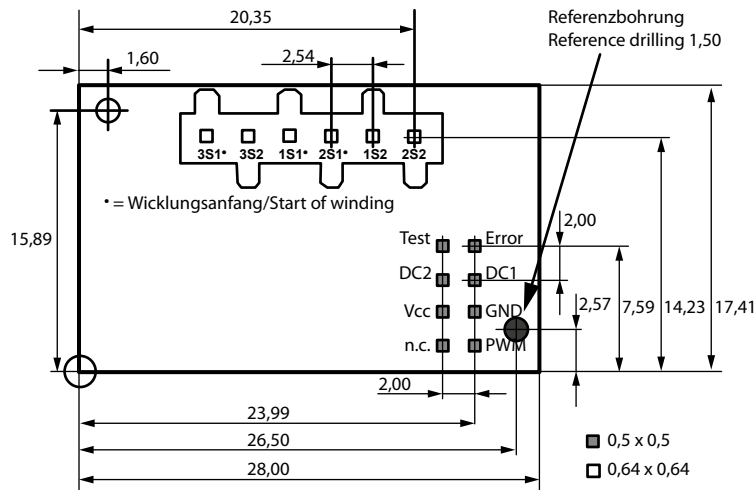 20,35
Referenzbohrung
Reference drilling 1,50
1,60
2,54
3S1• 3S2 1S1• 2S1• 1S2 2S2
• = Wicklungsanfang/Start of winding
15,89
Test Error
2,00
DC2 DC1
Vcc GND
2,57 7,59 14,23 17,41
n.c. PWM
2,00
23,99
26,50
0,5 x 0,5
28,00
0,64 x 0,64